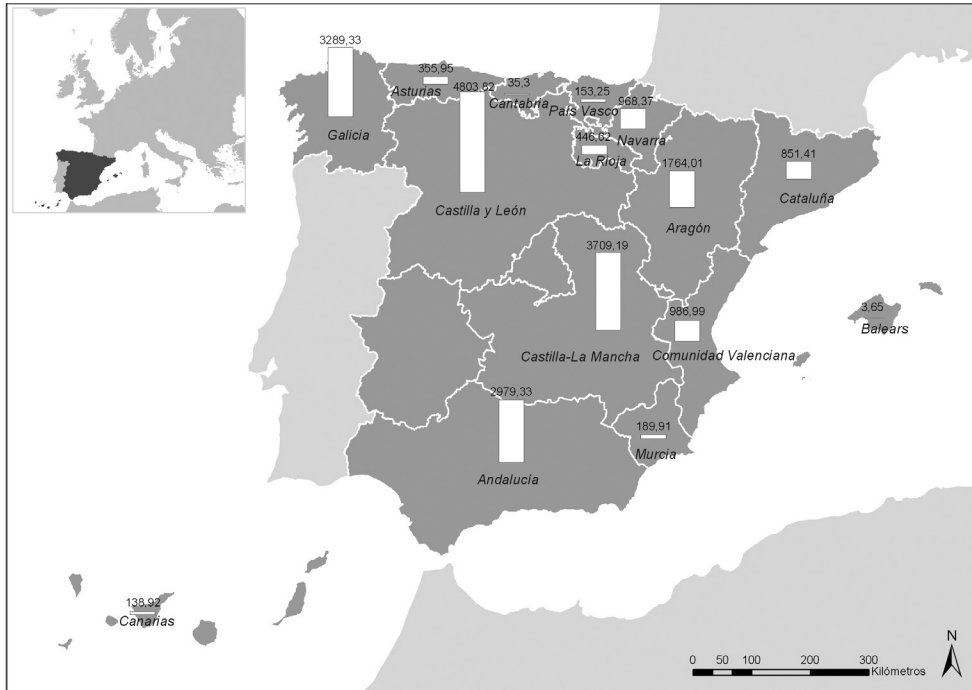 3289,33
Galicia
355,95
Asturias
4803,82
Castilla y León
35,3
Cantabria
153,25
País Vasco
968,37
Navarra
446,62
La Rioja
1764,01
Aragón
851,41
Cataluña
3709,19
Castilla-La Mancha
986,99
Comunidad Valenciana
3,65
Balears
2979,33
Andalucía
189,91
Murcia
138,92
Canarias
N
0 50 100 200 300
Kilómetros